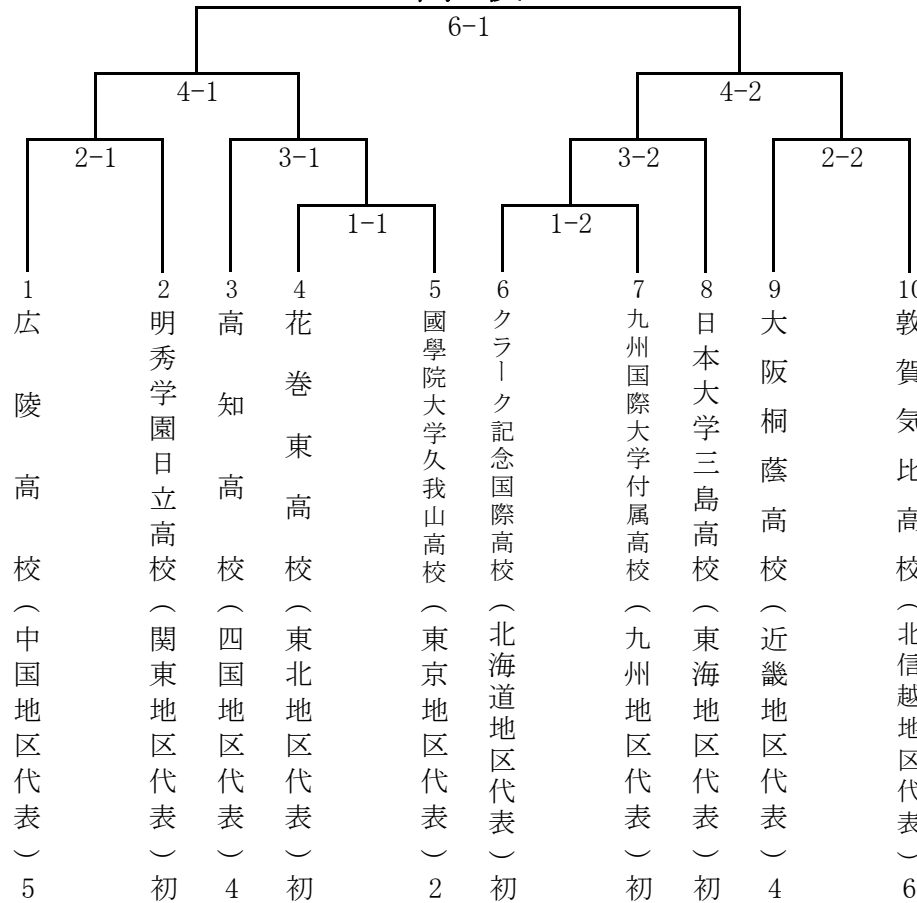 6-1
4-1
4-2
2-1
3-1
3-2
2-2
1-1
1-2
1 広陵高校（中国地区代表）5
2 明秀学園日立高校（関東地区代表）初
3 高知高校（四国地区代表）4
4 花巻東高校（東北地区代表）初
5 國學院大学久我山高校（東京地区代表）2
6 クラーク記念国際高校（北海道地区代表）初
7 九州国際大学付属高校（九州地区代表）初
8 日本大学三島高校（東海地区代表）初
9 大阪桐蔭高校（近畿地区代表）4
10 敦賀気比高校（北信越地区代表）6